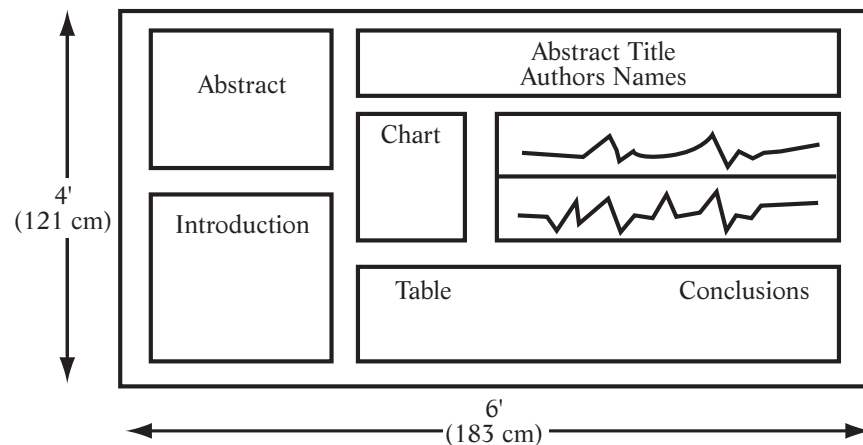 Abstract
Abstract Title
Authors Names
Chart
4'
(121 cm)
Introduction
Table
Conclusions
6'
(183 cm)